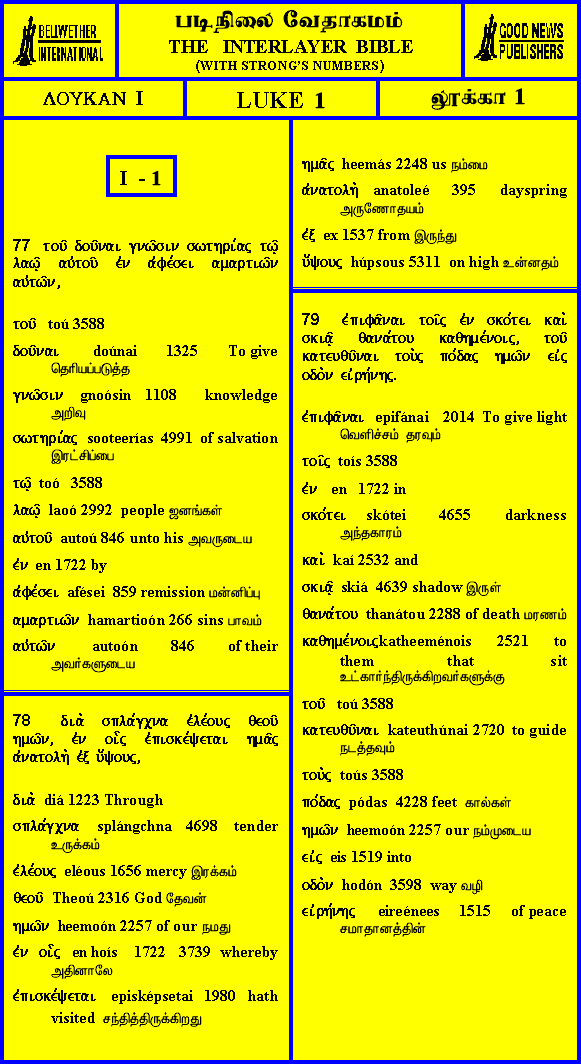 BELLWETHER
INTERNATIONAL
படிநிலை வேதாகமம்
THE INTERLAYER BIBLE
(WITH STRONG'S NUMBERS)
GOOD NEWS
PUBLISHERS
ΛΟΥΚΑΝ Ι
LUKE 1
லூக்கா 1
I - 1
77 τοῦ δοῦναι γνῶσιν σωτηρίας τῷ
λαῷ αὐτοῦ ἐν ἀφέσει αμαρτιῶν
αὐτῶν,
τοῦ toú 3588
δοῦναι doúnai 1325 To give
தெரியப்படுத்த
γνῶσιν gnoósin 1108 knowledge
அறிவு
σωτηρίας sooteerías 4991 of salvation
இரட்சிப்பை
τῷ toó 3588
λαῷ laoó 2992 people ஜனங்கள்
αὐτοῦ autoú 846 unto his அவருடைய
ἐν en 1722 by
ἀφέσει afései 859 remission மன்னிப்பு
αμαρτιῶν hamartioón 266 sins பாவம்
αὐτῶν autoón 846 of their
அவர்களுடைய
78 διὰ σπλάγχνα ἐλέους θεοῦ
ημῶν, ἐν οἷς ἐπισκέψεται ημᾶς
ἀνατολὴ ἐξ ὕψους,
διὰ diá 1223 Through
σπλάγχνα splángchna 4698 tender
உருக்கம்
ἐλέους eléous 1656 mercy இரக்கம்
θεοῦ Theoú 2316 God தேவன்
ημῶν heemoón 2257 of our நமது
ἐν οἷς en hoís 1722 3739 whereby
அதினாலே
ἐπισκέψεται episképsetai 1980 hath
visited சந்தித்திருக்கிறது
ημᾶς heemás 2248 us நம்மை
ἀνατολὴ anatoleé 395 dayspring
அருணோதயம்
ἐξ ex 1537 from இருந்து
ὕψους húpsous 5311 on high உன்னதம்
79 ἐπιφᾶναι τοῖς ἐν σκότει καὶ
σκιᾷ θανάτου καθημένοις, τοῦ
κατευθῦναι τοὺς πόδας ημῶν εἰς
οδὸν εἰρήνης.
ἐπιφᾶναι epifánai 2014 To give light
வெளிச்சம் தரவும்
τοῖς toís 3588
ἐν en 1722 in
σκότει skótei 4655 darkness
அந்தகாரம்
καὶ kaí 2532 and
σκιᾷ skiá 4639 shadow இருள்
θανάτου thanátou 2288 of death மரணம்
καθημένοιςkatheeménois 2521 to
them that sit
உட்கார்ந்திருக்கிறவர்களுக்கு
τοῦ toú 3588
κατευθῦναι kateuthúnai 2720 to guide
நடத்தவும்
τοὺς toús 3588
πόδας pódas 4228 feet கால்கள்
ημῶν heemoón 2257 our நம்முடைய
εἰς eis 1519 into
οδὸν hodón 3598 way வழி
εἰρήνης eireénees 1515 of peace
சமாதானத்தின்